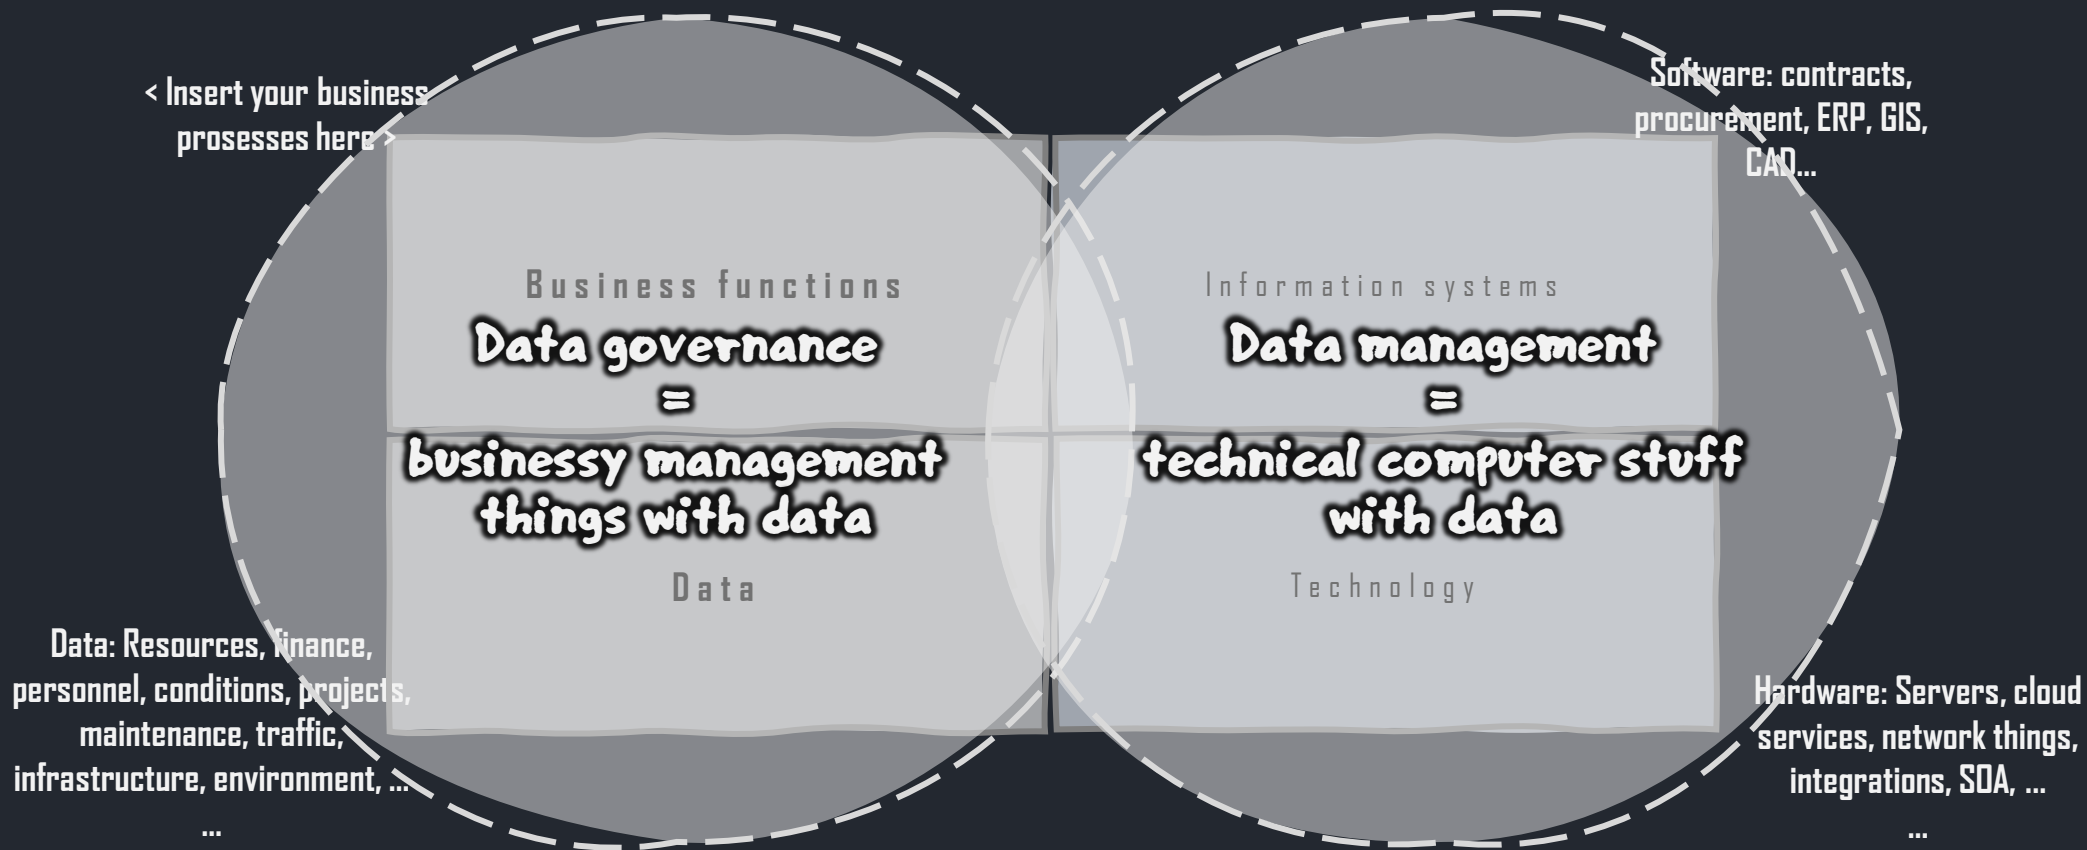 < Insert your business
prosesses here >
Software: contracts,
procurement, ERP, GIS,
CAD...
Business functions
Information systems
Data governance
=
businessy management
things with data
Data management
=
technical computer stuff
with data
Data
Technology
Data: Resources, finance,
personnel, conditions, projects,
maintenance, traffic,
infrastructure, environment, ...
...
Hardware: Servers, cloud
services, network things,
integrations, SOA, ...
...